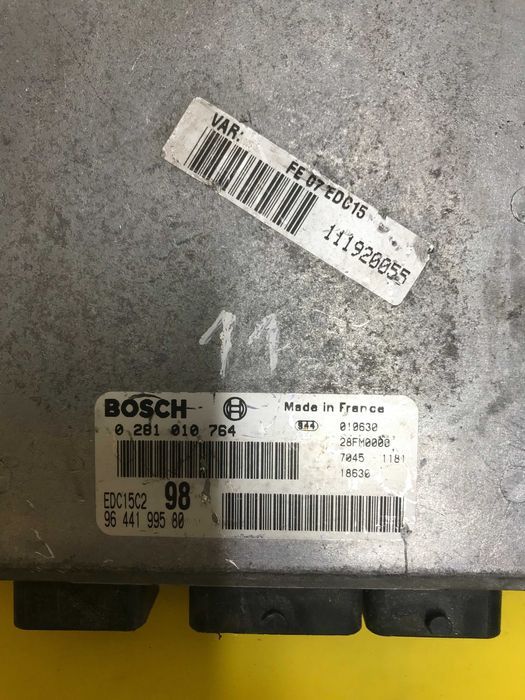 VAR:
FE 07 EDC15
111920055
11
BOSCH
Made in France
0 281 010 764
S44
010630
28FM0000
7045 1181
18630
EDC15C2 98
96 441 995 80